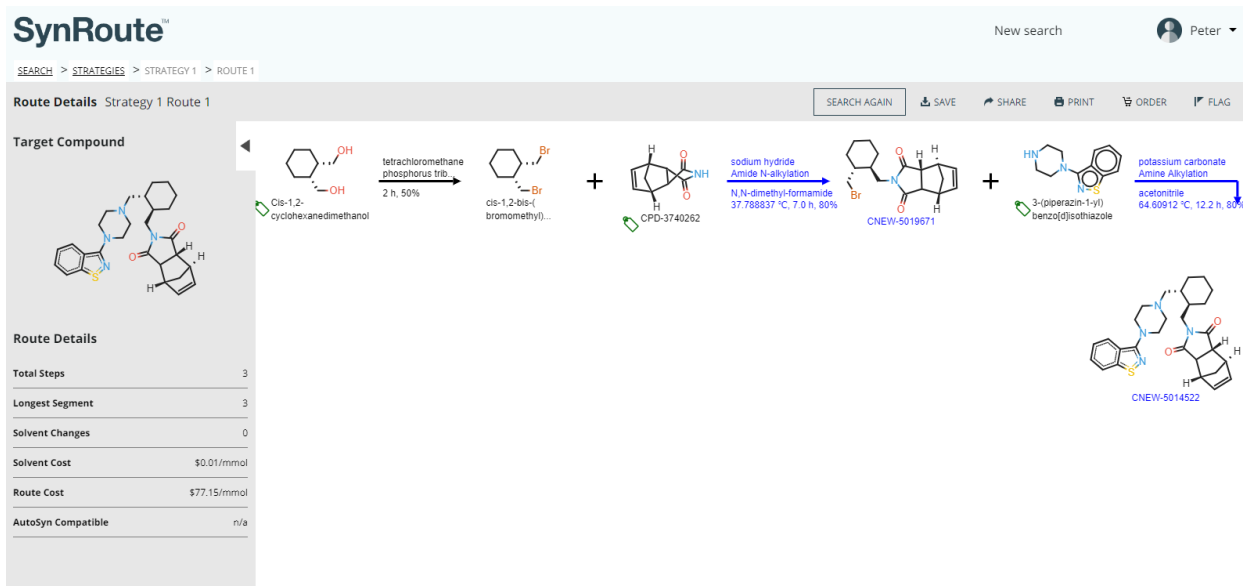 SynRoute™
New search
Peter
SEARCH > STRATEGIES > STRATEGY 1 > ROUTE 1
Route Details Strategy 1 Route 1
SEARCH AGAIN
SAVE
SHARE
PRINT
ORDER
FLAG
Target Compound
N
N
N
S
N
O
O
H
H
H
Route Details
Total Steps 3
Longest Segment 3
Solvent Changes 0
Solvent Cost $0.01/mmol
Route Cost $77.15/mmol
AutoSyn Compatible n/a
OH
OH
Cis-1,2-
cyclohexanedimethanol
tetrachloromethane
phosphorus trib...
2 h, 50%
Br
Br
cis-1,2-bis-(
bromomethyl)...
+
H
O
NH
O
H
CPD-3740262
sodium hydride
Amide N-alkylation
N,N-dimethyl-formamide
37.788837 °C, 7.0 h, 80%
Br
N
O
O
H
H
H
CNEW-5019671
+
HN
N
N
S
3-(piperazin-1-yl)
benzo[d]isothiazole
potassium carbonate
Amine Alkylation
acetonitrile
64.60912 °C, 12.2 h, 80%
N
N
N
S
N
O
O
H
H
H
CNEW-5014522